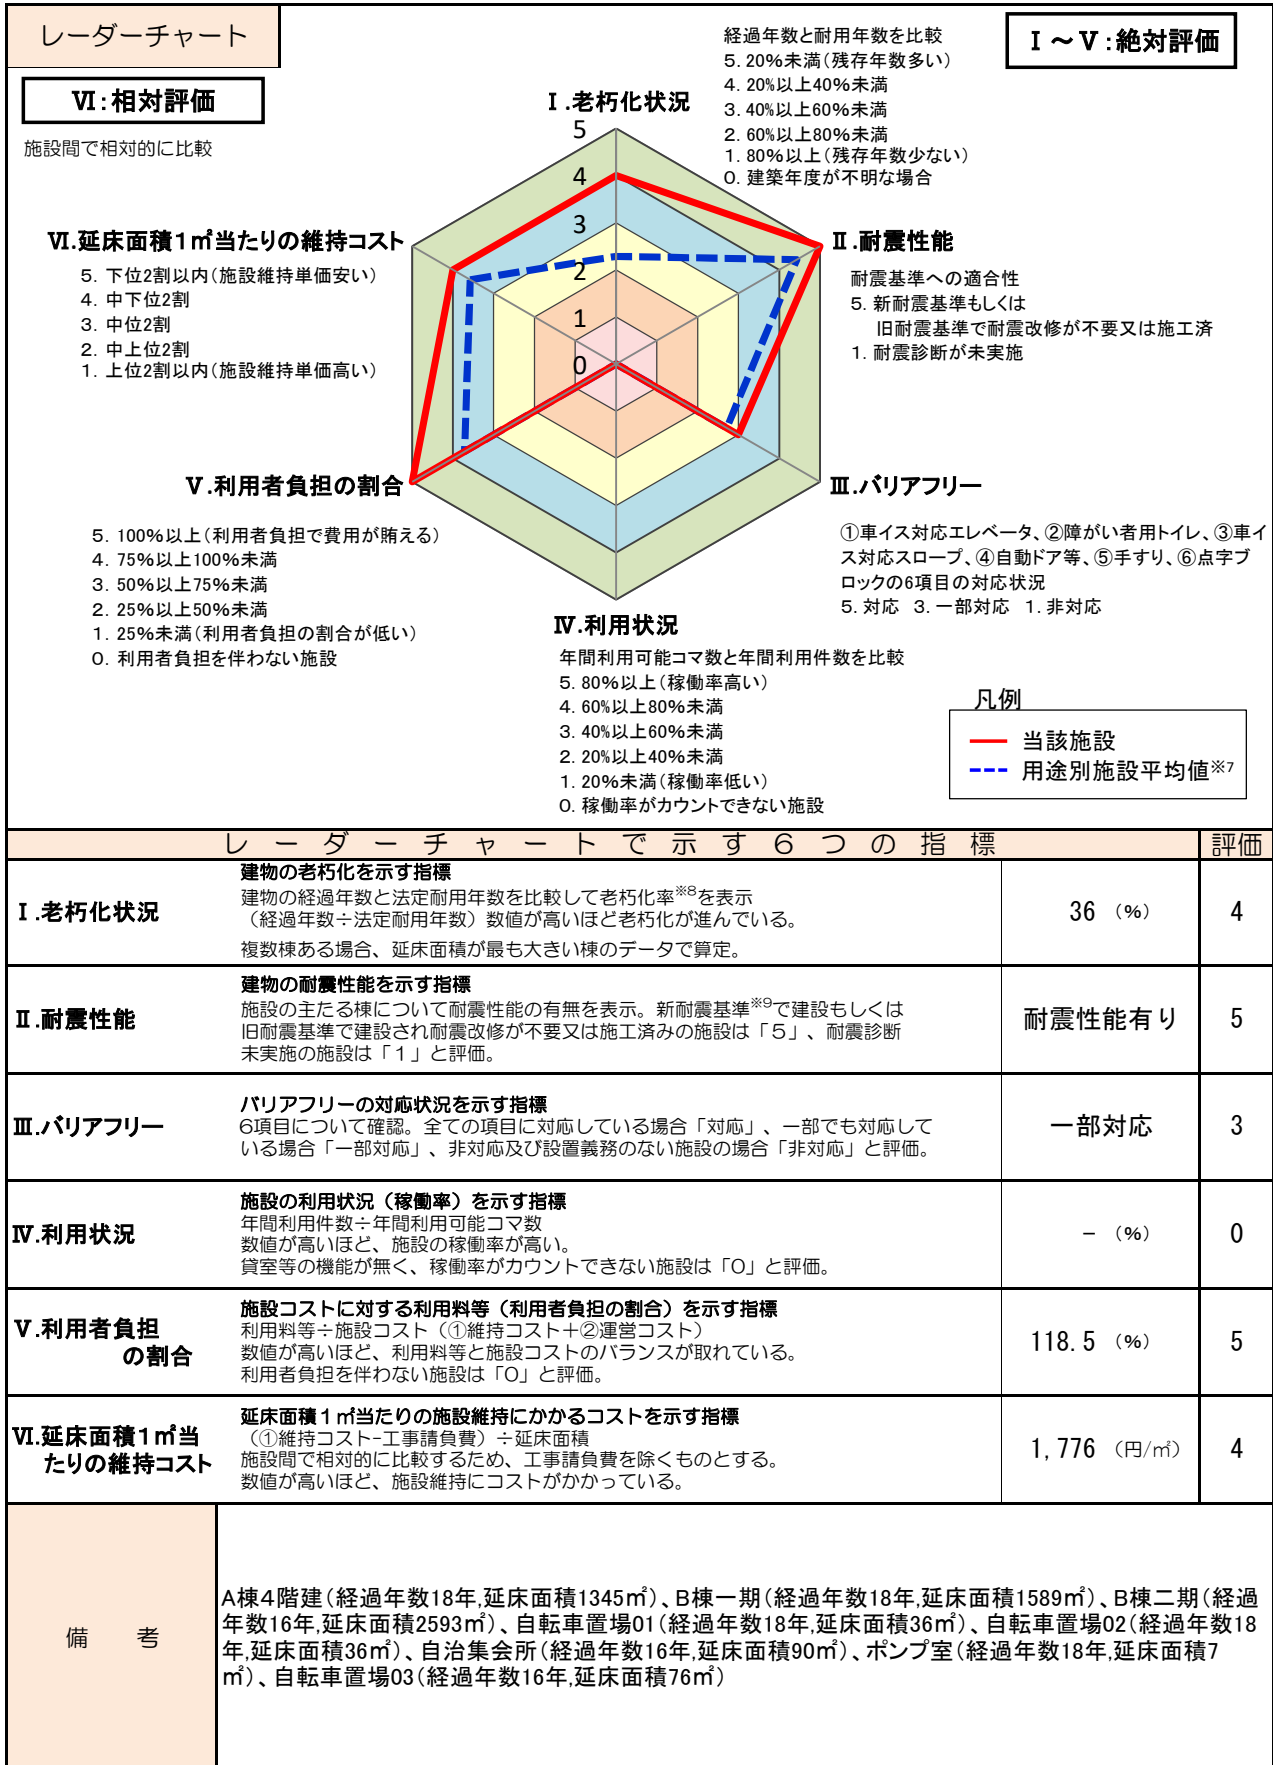 レーダーチャート
Ⅰ～Ⅴ:絶対評価
Ⅵ:相対評価
施設間で相対的に比較
経過年数と耐用年数を比較
5. 20%未満(残存年数多い)
4. 20%以上40%未満
3. 40%以上60%未満
2. 60%以上80%未満
1. 80%以上(残存年数少ない)
0. 建築年度が不明な場合
Ⅰ.老朽化状況
5
4
3
2
1
0
Ⅱ.耐震性能
耐震基準への適合性
5. 新耐震基準もしくは
旧耐震基準で耐震改修が不要又は施工済
1. 耐震診断が未実施
Ⅵ.延床面積1㎡当たりの維持コスト
5. 下位2割以内(施設維持単価安い)
4. 中下位2割
3. 中位2割
2. 中上位2割
1. 上位2割以内(施設維持単価高い)
Ⅴ.利用者負担の割合
5. 100%以上(利用者負担で費用が賄える)
4. 75%以上100%未満
3. 50%以上75%未満
2. 25%以上50%未満
1. 25%未満(利用者負担の割合が低い)
0. 利用者負担を伴わない施設
Ⅲ.バリアフリー
①車イス対応エレベータ、②障がい者用トイレ、③車イ
ス対応スロープ、④自動ドア等、⑤手すり、⑥点字ブ
ロックの6項目の対応状況
5. 対応 3. 一部対応 1. 非対応
Ⅳ.利用状況
年間利用可能コマ数と年間利用件数を比較
5. 80%以上(稼働率高い)
4. 60%以上80%未満
3. 40%以上60%未満
2. 20%以上40%未満
1. 20%未満(稼働率低い)
0. 稼働率がカウントできない施設
凡例
当該施設
用途別施設平均値※7
レーダーチャートで示す6つの指標 評価
Ⅰ.老朽化状況
建物の老朽化を示す指標
建物の経過年数と法定耐用年数を比較して老朽化率※8を表示
(経過年数÷法定耐用年数)数値が高いほど老朽化が進んでいる。
複数棟ある場合、延床面積が最も大きい棟のデータで算定。
36 (%) 4
Ⅱ.耐震性能
建物の耐震性能を示す指標
施設の主たる棟について耐震性能の有無を表示。新耐震基準※9で建設もしくは
旧耐震基準で建設され耐震改修が不要又は施工済みの施設は「5」、耐震診断
未実施の施設は「1」と評価。
耐震性能有り 5
Ⅲ.バリアフリー
バリアフリーの対応状況を示す指標
6項目について確認。全ての項目に対応している場合「対応」、一部でも対応して
いる場合「一部対応」、非対応及び設置義務のない施設の場合「非対応」と評価。
一部対応 3
Ⅳ.利用状況
施設の利用状況(稼働率)を示す指標
年間利用件数÷年間利用可能コマ数
数値が高いほど、施設の稼働率が高い。
貸室等の機能が無く、稼働率がカウントできない施設は「0」と評価。
－ (%) 0
Ⅴ.利用者負担
の割合
施設コストに対する利用料等(利用者負担の割合)を示す指標
利用料等÷施設コスト(①維持コスト+②運営コスト)
数値が高いほど、利用料等と施設コストのバランスが取れている。
利用者負担を伴わない施設は「0」と評価。
118.5 (%) 5
Ⅵ.延床面積1㎡当
たりの維持コスト
延床面積1㎡当たりの施設維持にかかるコストを示す指標
(①維持コスト-工事請負費)÷延床面積
施設間で相対的に比較するため、工事請負費を除くものとする。
数値が高いほど、施設維持にコストがかかっている。
1,776 (円/㎡) 4
備考
A棟4階建(経過年数18年,延床面積1345㎡)、B棟一期(経過年数18年,延床面積1589㎡)、B棟二期(経過
年数16年,延床面積2593㎡)、自転車置場01(経過年数18年,延床面積36㎡)、自転車置場02(経過年数18
年,延床面積36㎡)、自治集会所(経過年数16年,延床面積90㎡)、ポンプ室(経過年数18年,延床面積7
㎡)、自転車置場03(経過年数16年,延床面積76㎡)